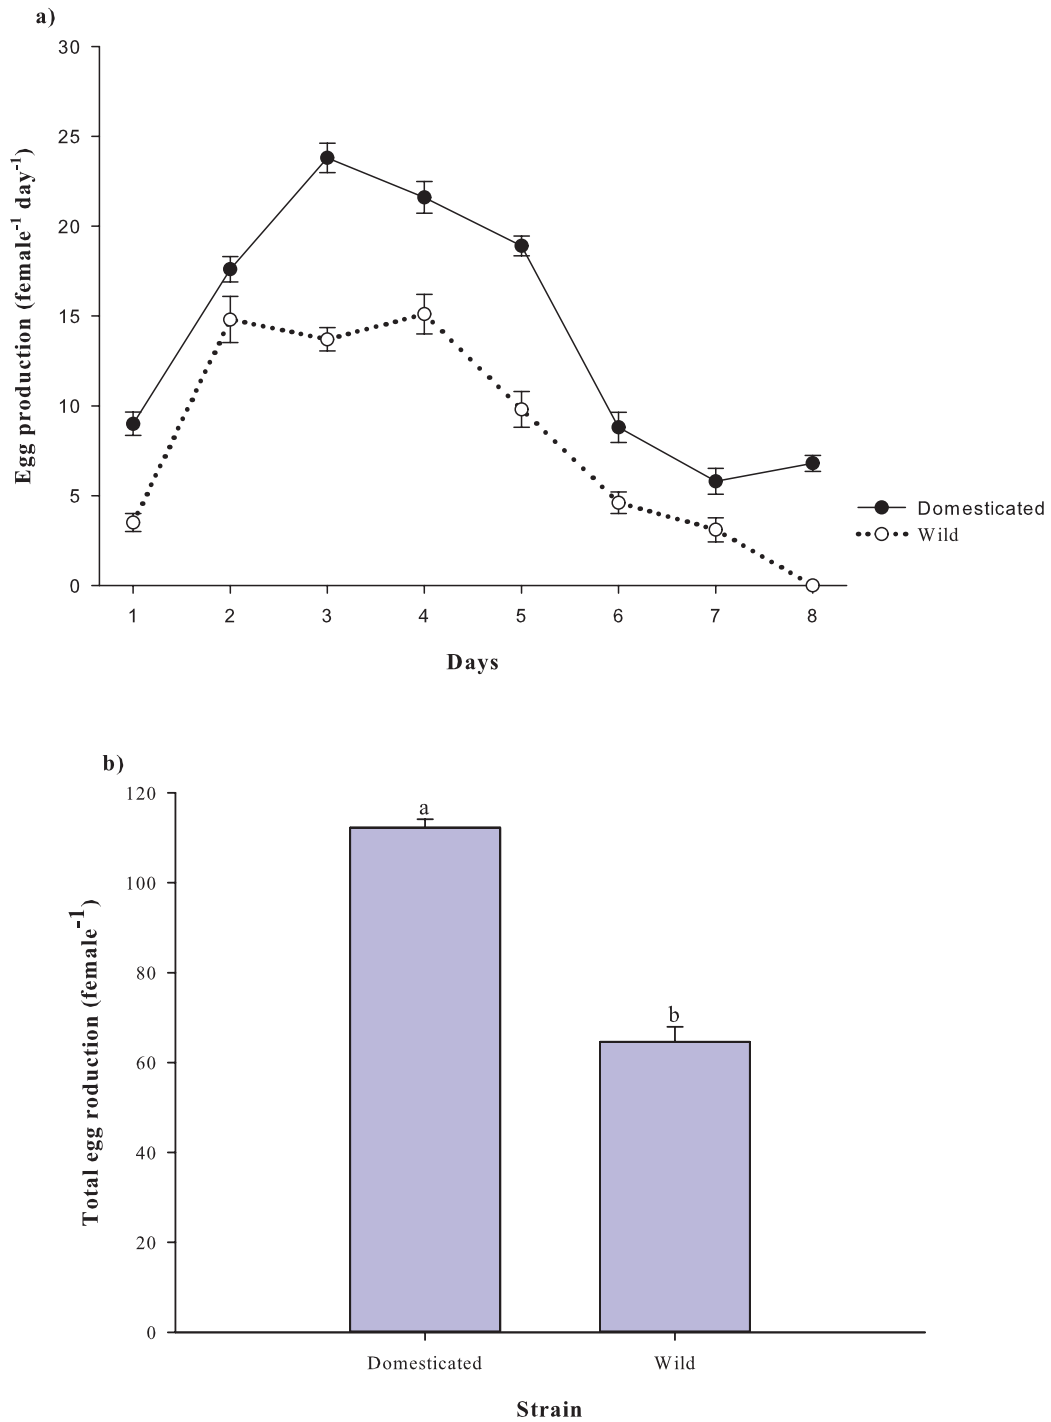 a)
30
25
20
15
10
5
0
Egg production (female-1 day-1)
1 2 3 4 5 6 7 8
Days
Domesticated
Wild
b)
120
100
80
60
40
20
0
Total egg roduction (female-1)
a
b
Domesticated Wild
Strain